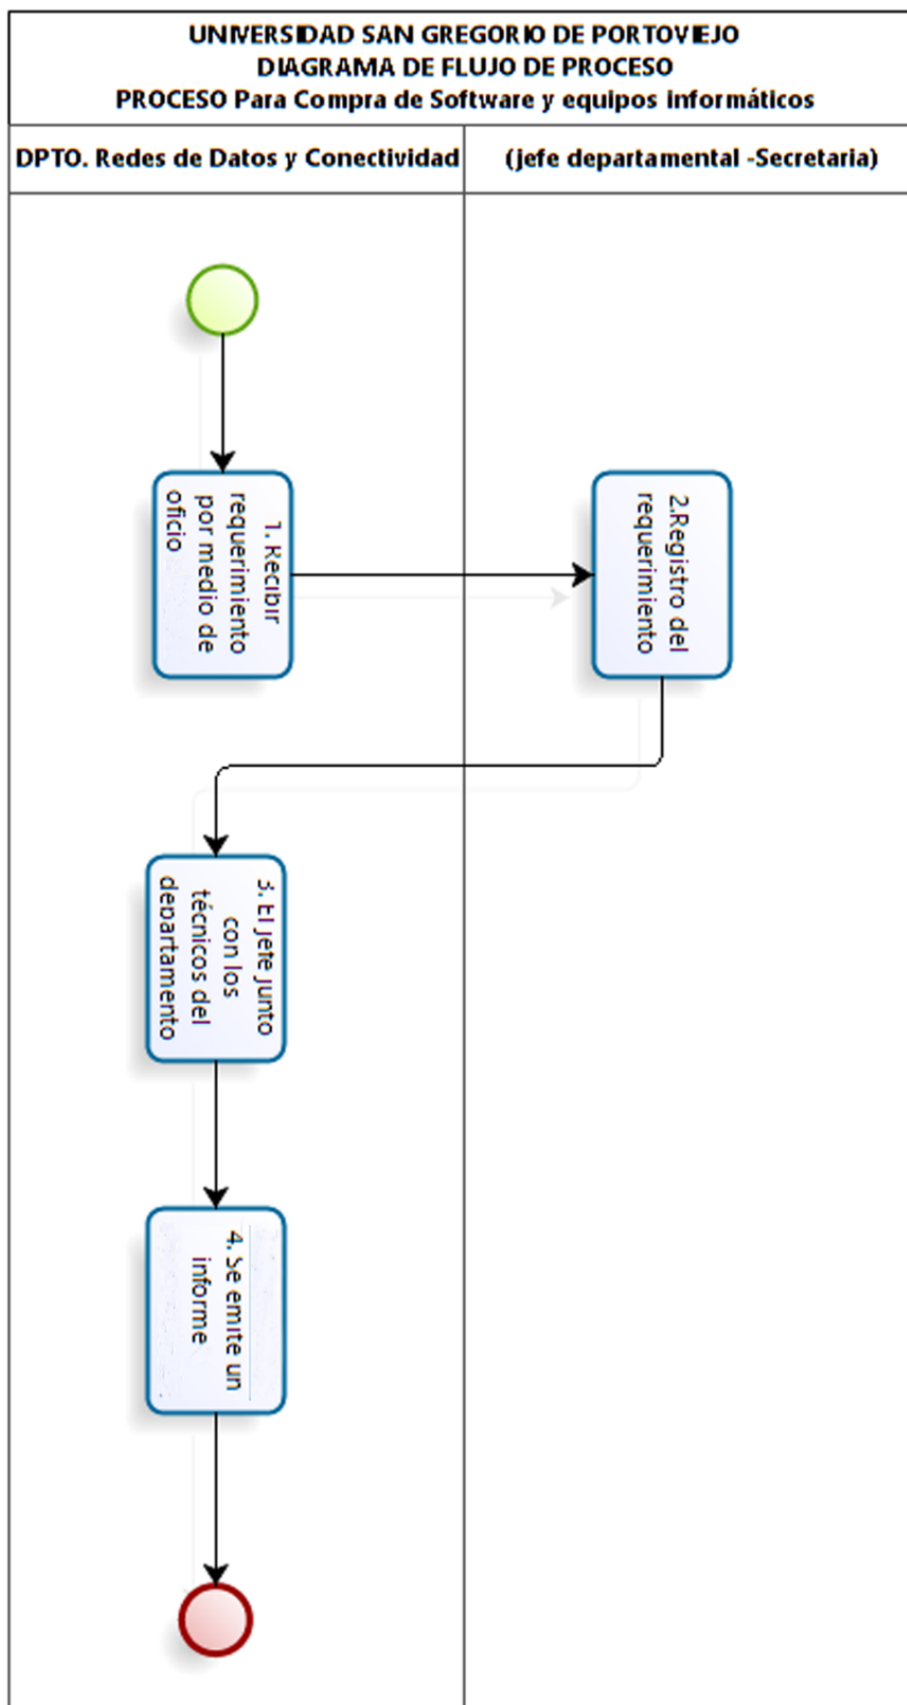 UNIVERSIDAD SAN GREGORIO DE PORTOVIEJO
DIAGRAMA DE FLUJO DE PROCESO
PROCESO Para Compra de Software y equipos informáticos
DPTO. Redes de Datos y Conectividad
(jefe departamental -Secretaria)
1. Recibir
requerimiento
por medio de
oficio
2.Registro del
requerimiento
3. El jefe junto
con los
técnicos del
departamento
4. Se emite un
informe